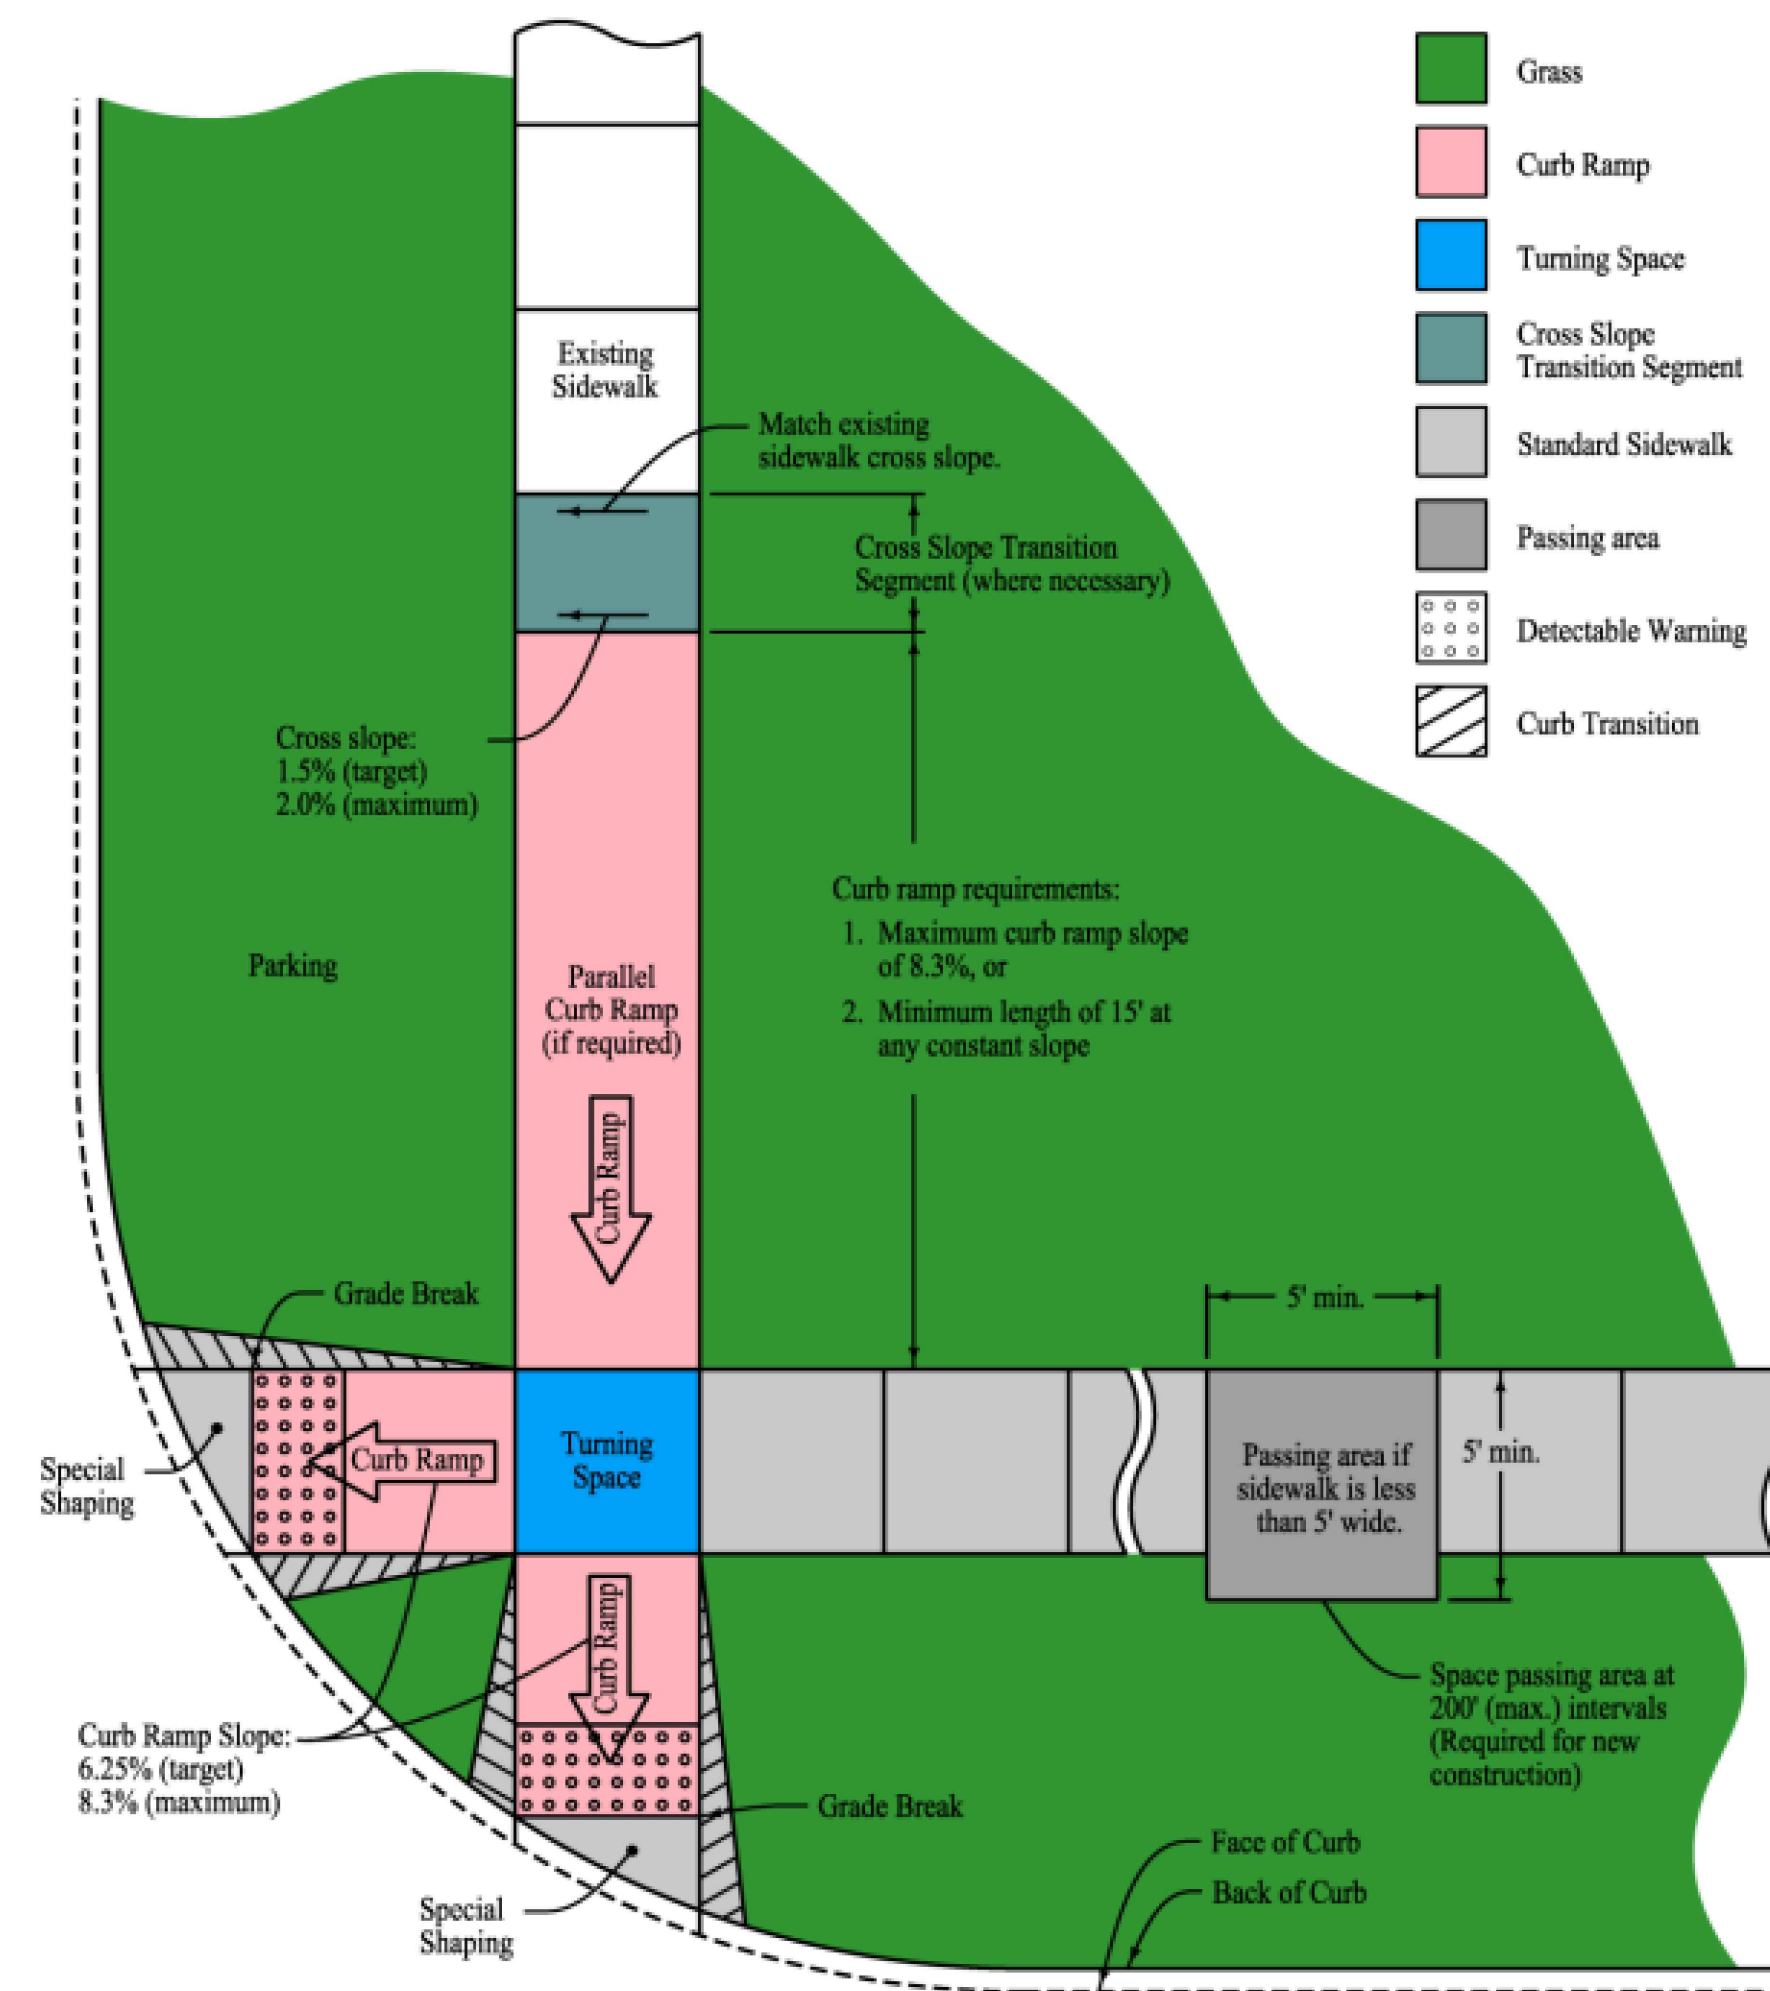 Grass
Curb Ramp
Turning Space
Cross Slope
Transition Segment
Standard Sidewalk
Passing area
Detectable Warning
Curb Transition
Existing
Sidewalk
Match existing
sidewalk cross slope.
Cross Slope Transition
Segment (where necessary)
Cross slope:
1.5% (target)
2.0% (maximum)
Curb ramp requirements:
1. Maximum curb ramp slope
of 8.3%, or
2. Minimum length of 15' at
any constant slope
Parking
Parallel
Curb Ramp
(if required)
Curb Ramp
Grade Break
5' min.
Special
Shaping
Curb Ramp
Turning
Space
Passing area if
sidewalk is less
than 5' wide.
5' min.
Curb Ramp
Space passing area at
200' (max.) intervals
(Required for new
construction)
Curb Ramp Slope:
6.25% (target)
8.3% (maximum)
Grade Break
Face of Curb
Back of Curb
Special
Shaping